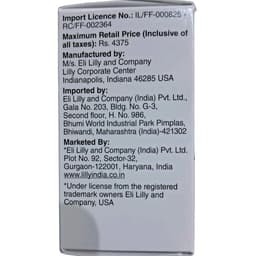 Import Licence No.: IL/FF-000625
RC/FF-002364
Maximum Retail Price (Inclusive of
all taxes): Rs. 4375
Manufactured by:
M/s. Eli Lilly and Company
Lilly Corporate Center
Indianapolis, Indiana 46285 USA
Imported by:
Eli Lilly and Company (India) Pvt. Ltd.,
Gala No. 203, Bldg. No. G-3,
Second floor, H. No. 986,
Bhumi World Industrial Park Pimplas,
Bhiwandi, Maharashtra (India)-421302
Marketed By:
*Eli Lilly and Company (India) Pvt. Ltd.
Plot No. 92, Sector-32,
Gurgaon-122001, Haryana, India
www.lillyindia.co.in
*Under license from the registered
trademark owners Eli Lilly and
Company, USA